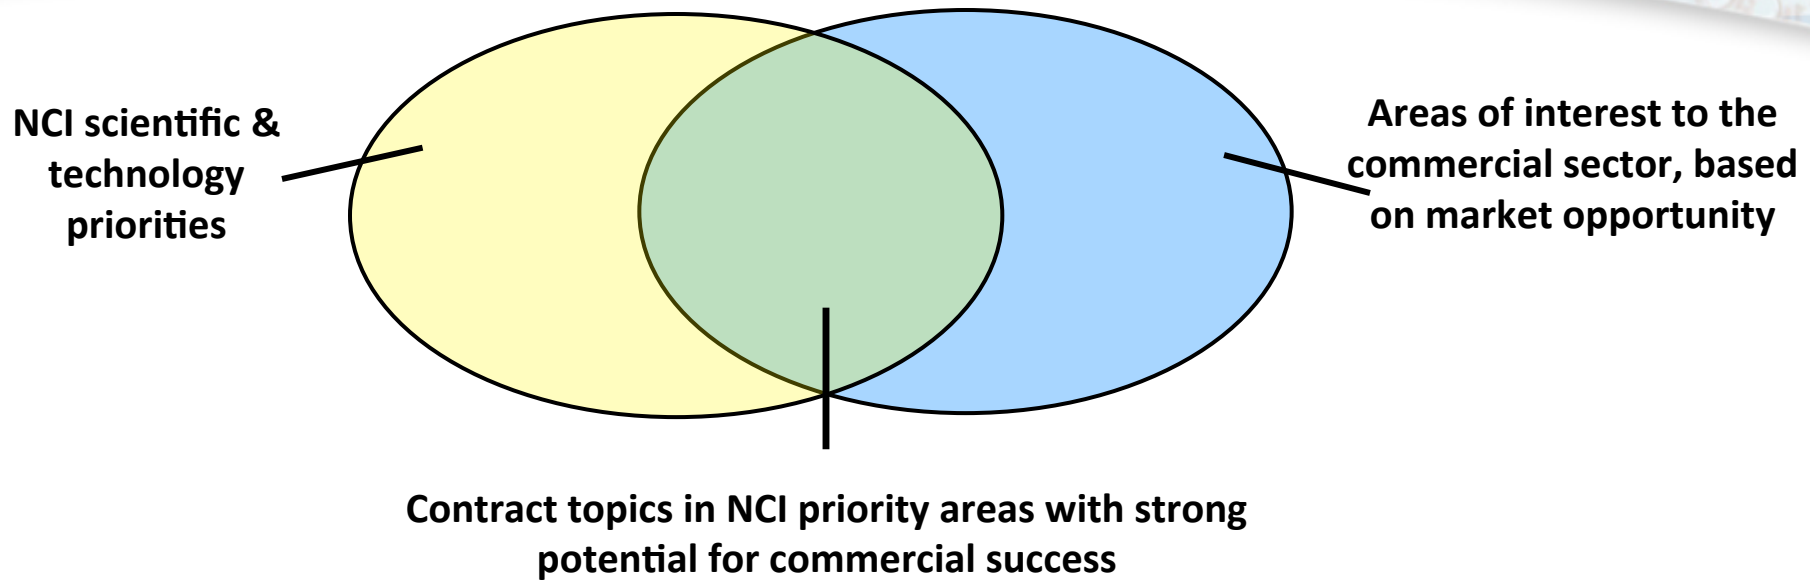 NCI scientific &
technology
priorities
Areas of interest to the
commercial sector, based
on market opportunity
Contract topics in NCI priority areas with strong
potential for commercial success